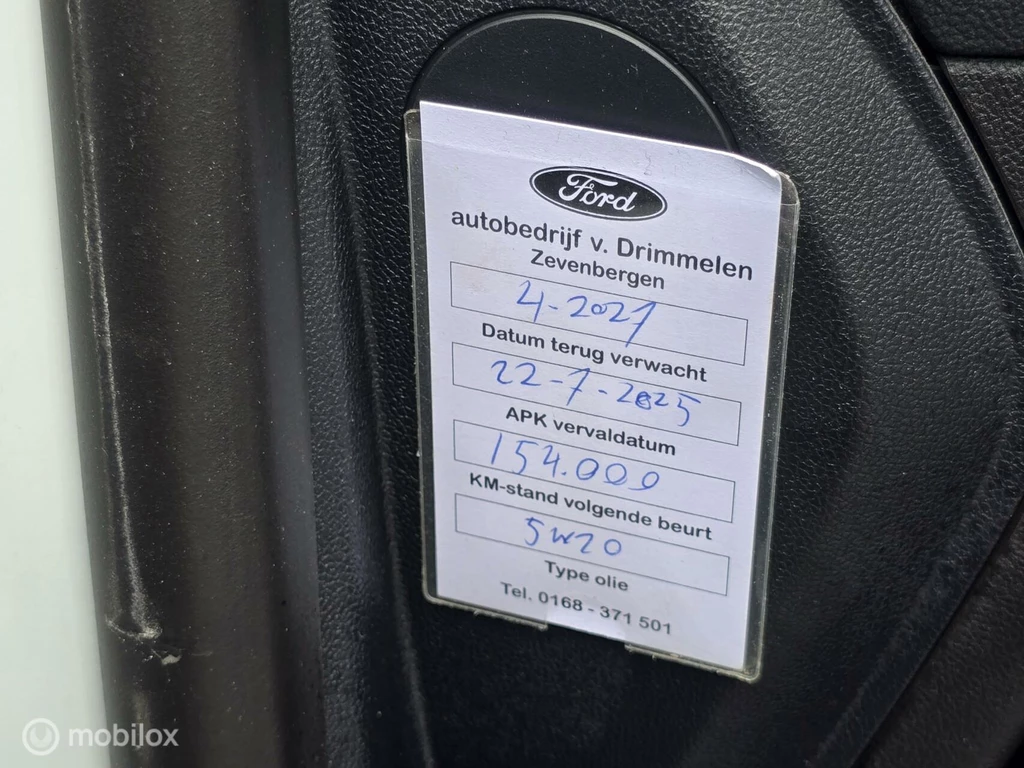 Ford
autobedrijf v. Drimmelen
Zevenbergen
4-2027
Datum terug verwacht
22-7-2025
APK vervaldatum
154.000
KM-stand volgende beurt
5w20
Type olie
Tel. 0168 - 371 501
mobilox